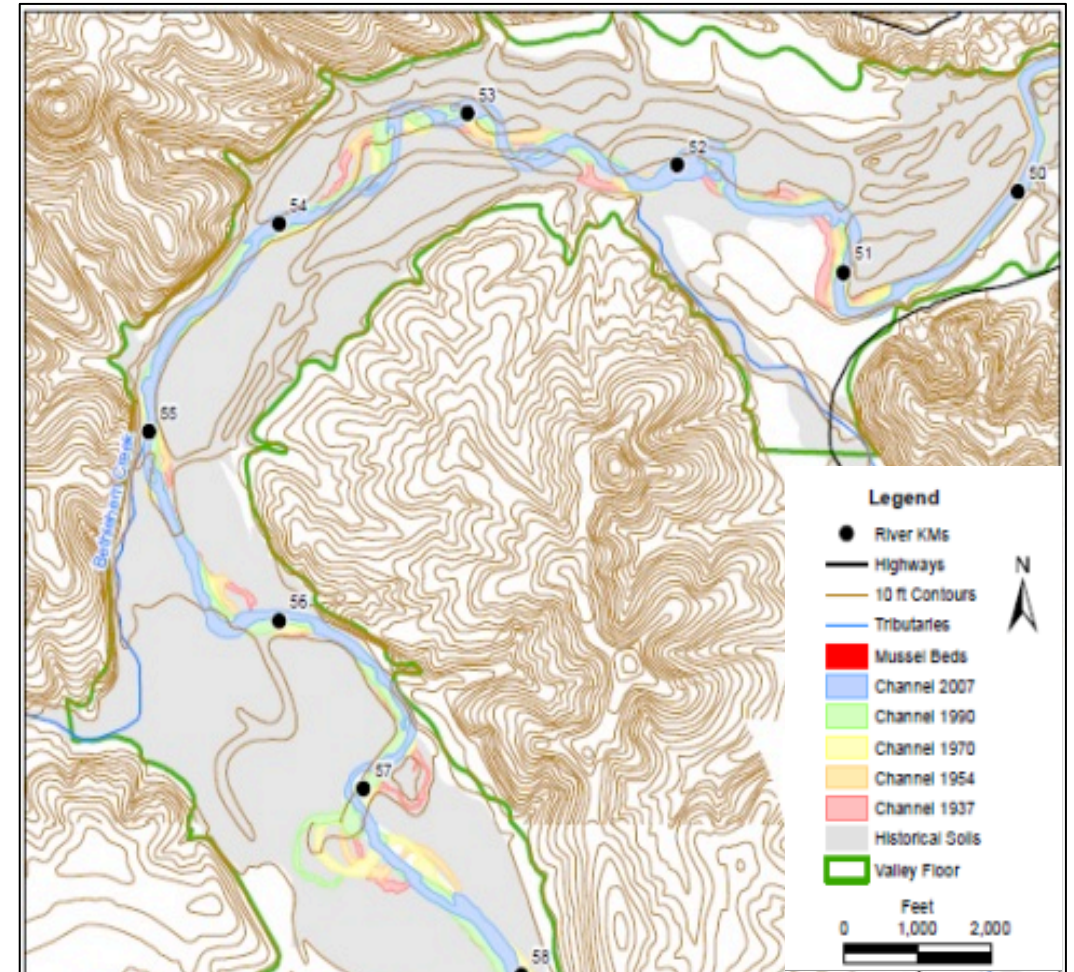 53
52
50
54
51
55
Bethlehem Creek
56
57
58
Legend
River KMs
Highways
N
10 ft Contours
Tributaries
Mussel Beds
Channel 2007
Channel 1990
Channel 1970
Channel 1954
Channel 1937
Historical Soils
Valley Floor
Feet
0 1,000 2,000